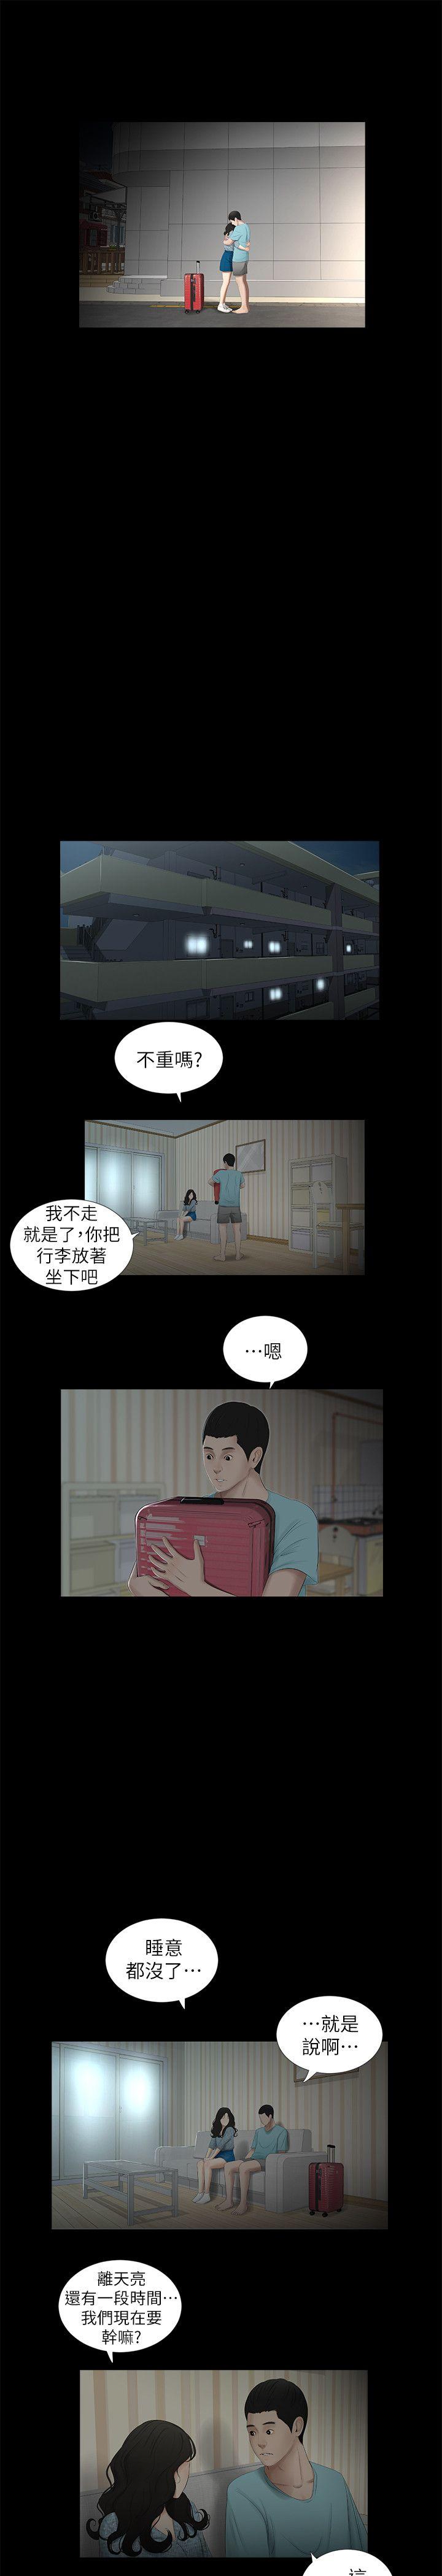 不重嗎?
我不走
就是了，你把
行李放著
坐下吧
⋯嗯
睡意
都沒了⋯
⋯就是
說啊⋯
離天亮
還有一段時間⋯
我們現在要
幹嘛?